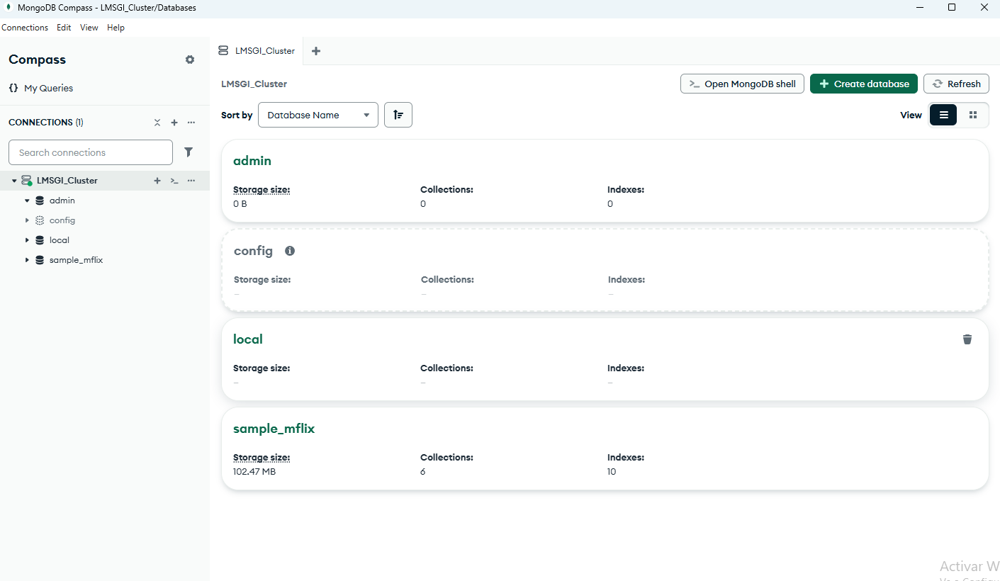 MongoDB Compass - LMSGI_Cluster/Databases
Connections Edit View Help
Compass
{} My Queries
CONNECTIONS (1)
Search connections
LMSGI_Cluster
admin
config
local
sample_mflix
LMSGI_Cluster
LMSGI_Cluster
>_ Open MongoDB shell
+ Create database
Refresh
Sort by
Database Name
View
admin
Storage size: Collections: Indexes:
0 B 0 0
config
Storage size: Collections: Indexes:
– – –
local
Storage size: Collections: Indexes:
– – –
sample_mflix
Storage size: Collections: Indexes:
102.47 MB 6 10
Activar W